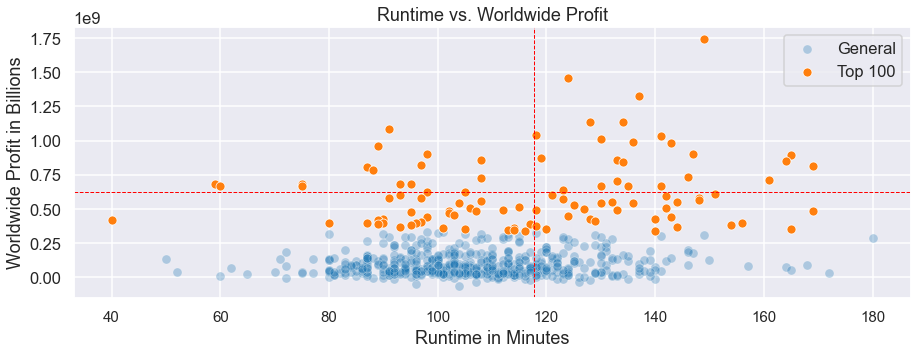 Runtime vs. Worldwide Profit
1e9
1.75
1.50
1.25
1.00
0.75
0.50
0.25
0.00
Worldwide Profit in Billions
General
Top 100
40
60
80
100
120
140
160
180
Runtime in Minutes